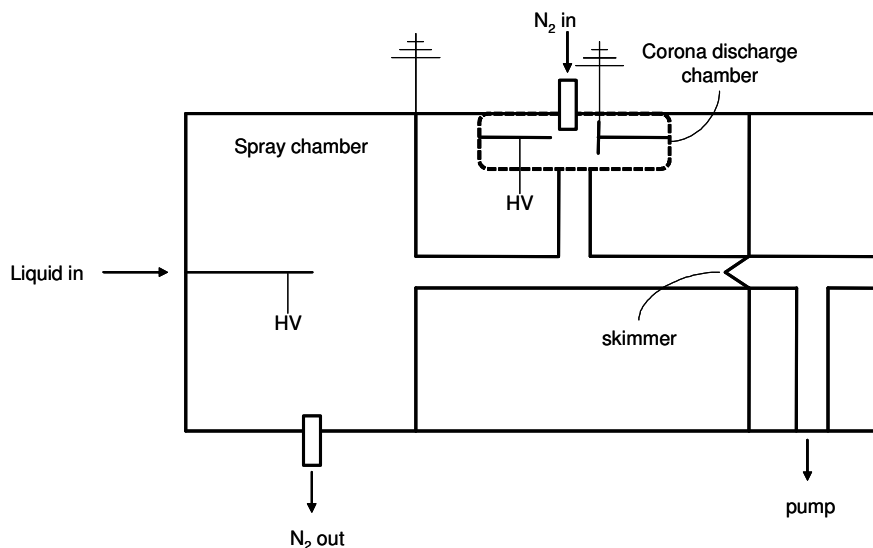 N2 in
Corona discharge
chamber
Spray chamber
HV
Liquid in
HV
skimmer
pump
N2 out